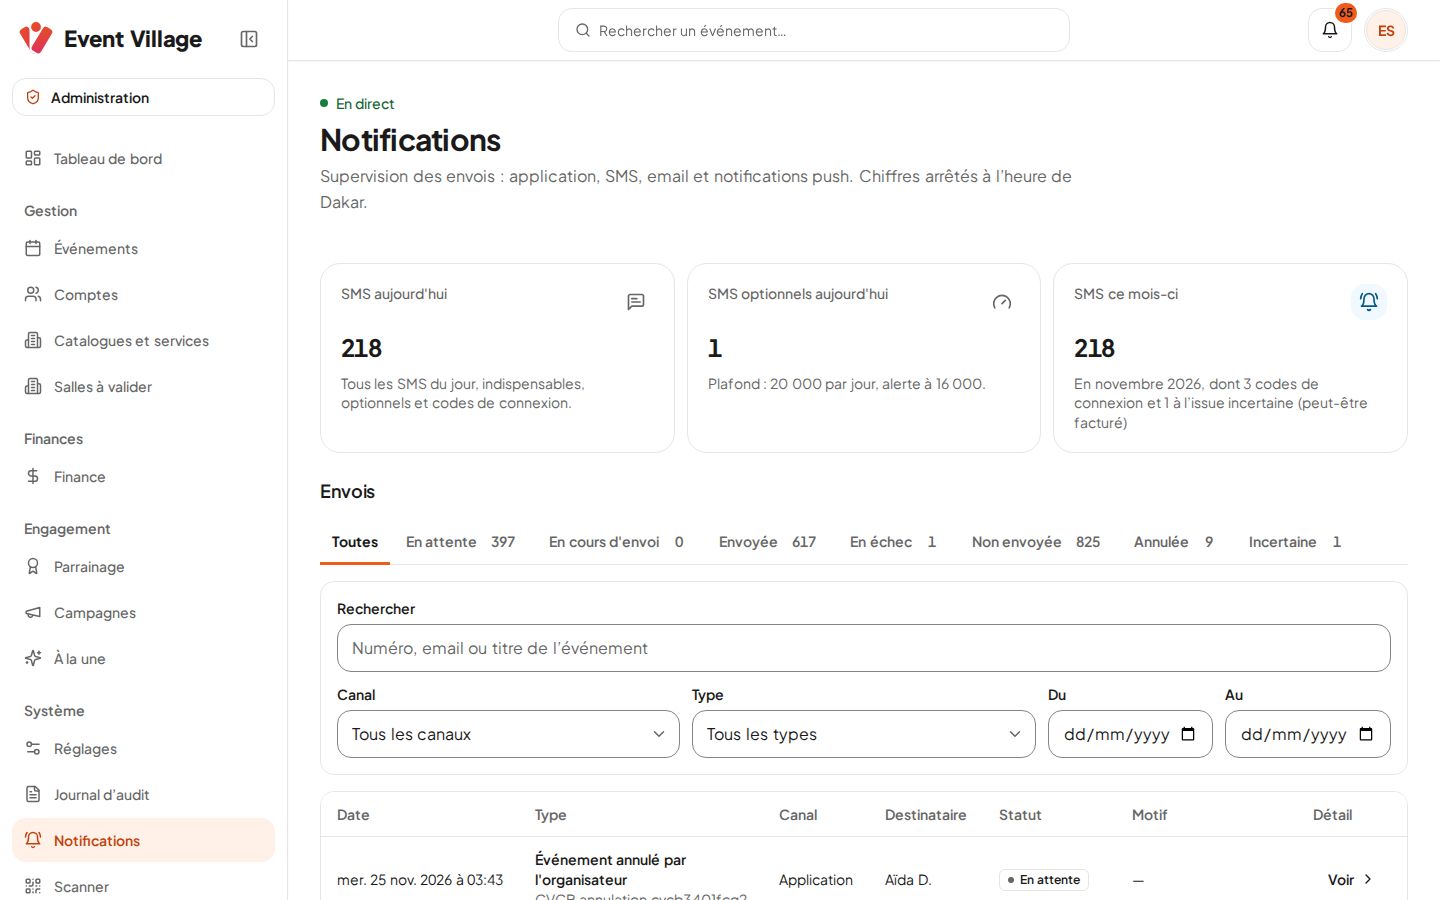 Event Village
Rechercher un événement...
65
ES
Administration
Tableau de bord
Gestion
Événements
Comptes
Catalogues et services
Salles à valider
Finances
Finance
Engagement
Parrainage
Campagnes
À la une
Système
Réglages
Journal d’audit
Notifications
Scanner
En direct
Notifications
Supervision des envois : application, SMS, email et notifications push. Chiffres arrêtés à l’heure de
Dakar.
SMS aujourd'hui
218
Tous les SMS du jour, indispensables,
optionnels et codes de connexion.
SMS optionnels aujourd'hui
1
Plafond : 20 000 par jour, alerte à 16 000.
SMS ce mois-ci
218
En novembre 2026, dont 3 codes de
connexion et 1 à l’issue incertaine (peut-être
facturé)
Envois
Toutes En attente 397 En cours d'envoi 0 Envoyée 617 En échec 1 Non envoyée 825 Annulée 9 Incertaine 1
Rechercher
Numéro, email ou titre de l’événement
Canal Type Du Au
Tous les canaux Tous les types dd/mm/yyyy dd/mm/yyyy
Date Type Canal Destinataire Statut Motif Détail
Événement annulé par
l'organisateur
mer. 25 nov. 2026 à 03:43 Application Aïda D. En attente — Voir